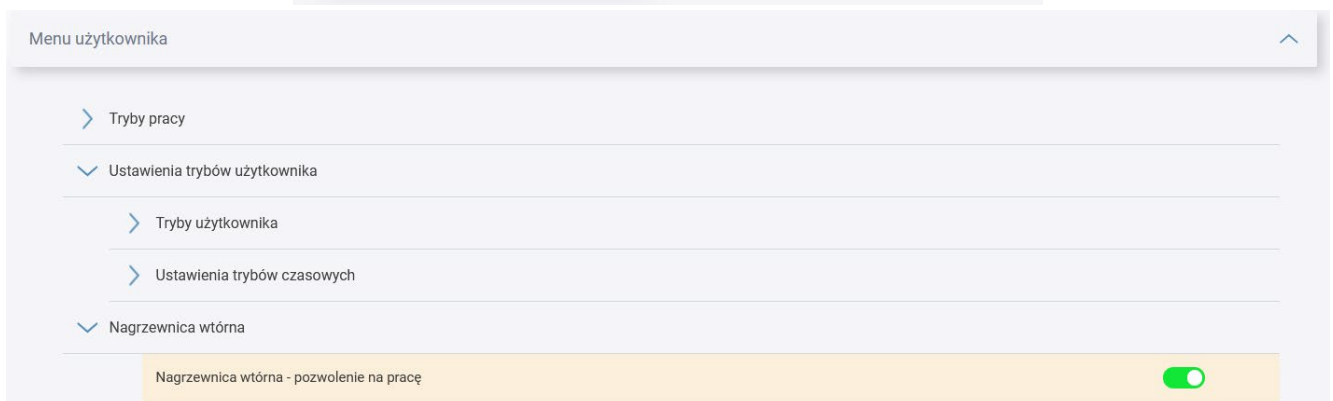 Menu użytkownika
Tryby pracy
Ustawienia trybów użytkownika
Tryby użytkownika
Ustawienia trybów czasowych
Nagrzewnica wtórna
Nagrzewnica wtórna - pozwolenie na pracę